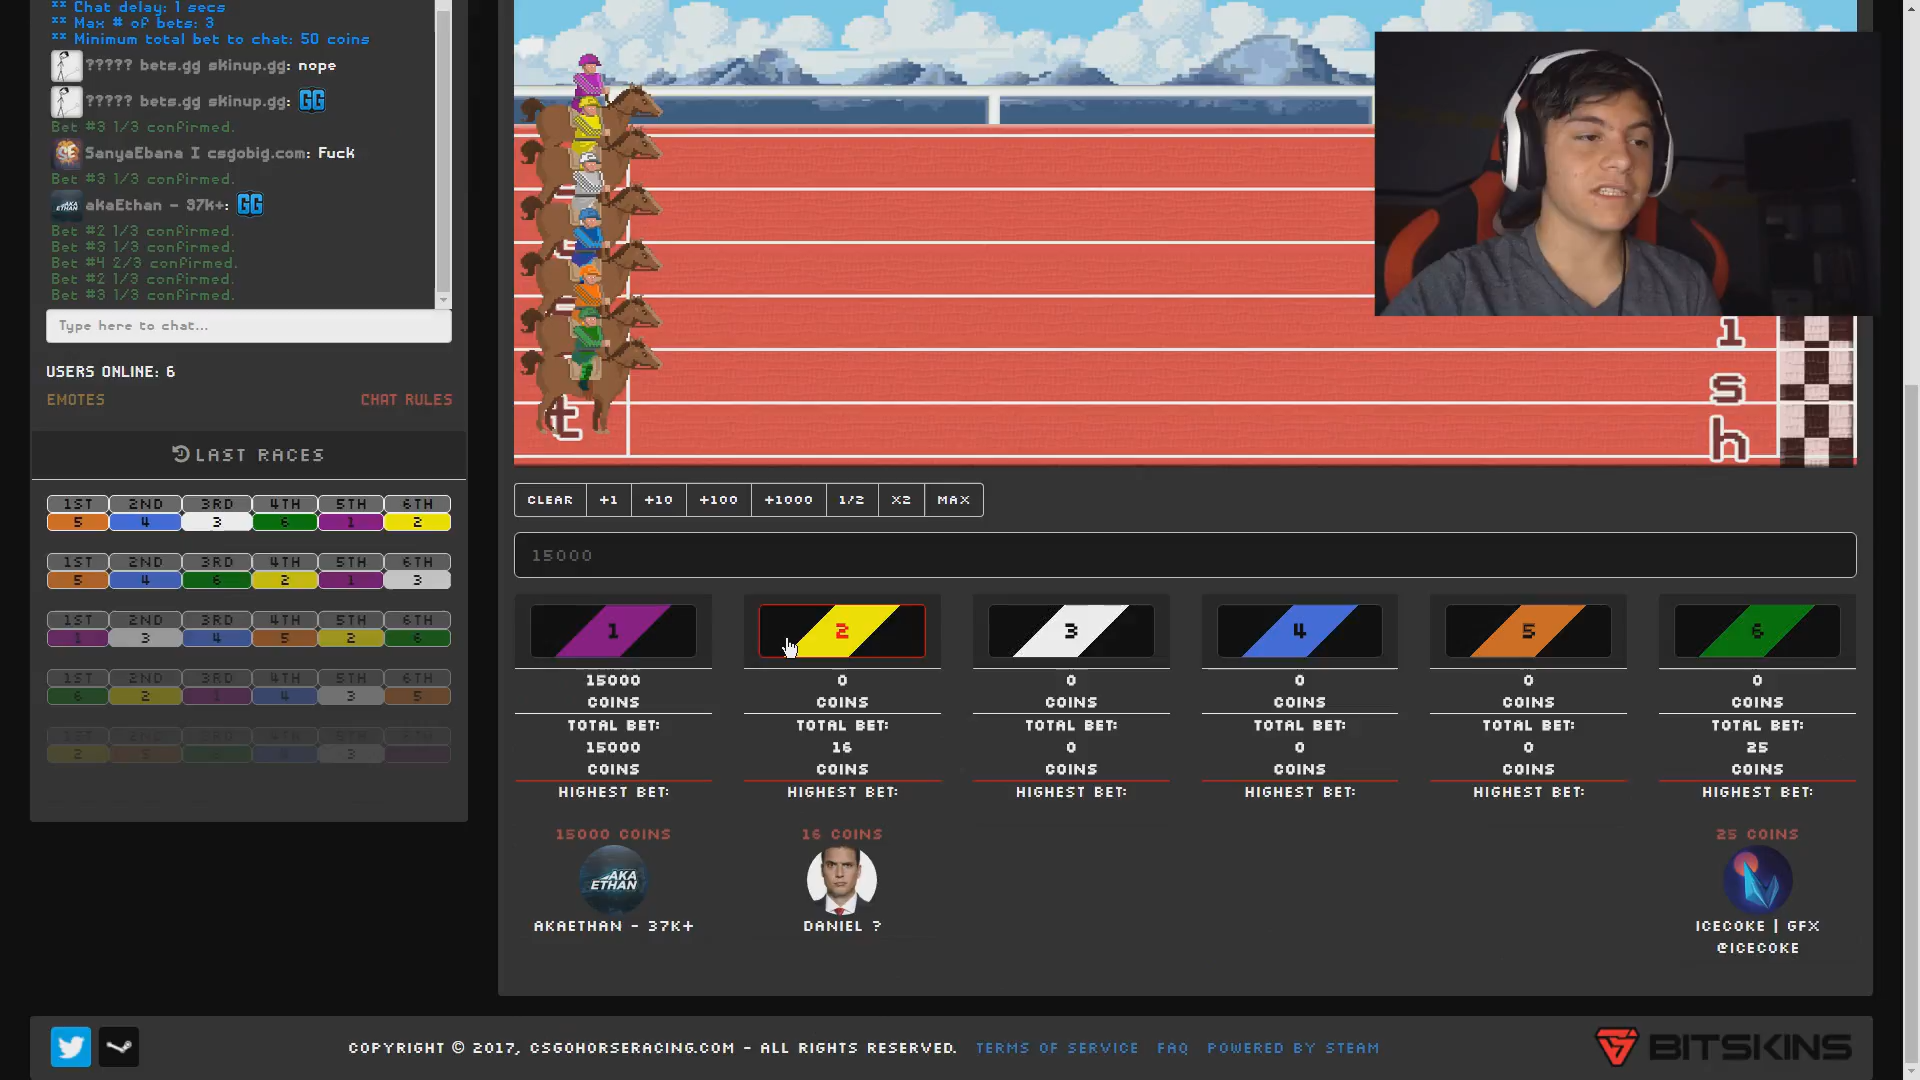 ** Chat delay: 1 secs
** Max # of bets: 3
** Minimum total bet to chat: 50 coins
????? bets.gg skinup.gg: nope
????? bets.gg skinup.gg: GG
Bet #3 1/3 confirmed.
SanyaEbana I csgobig.com: Fuck
Bet #3 1/3 confirmed.
akaEthan - 37K+: GG
Bet #2 1/3 confirmed.
Bet #3 1/3 confirmed.
Bet #4 2/3 confirmed.
Bet #2 1/3 confirmed.
Bet #3 1/3 confirmed.
Type here to chat...
USERS ONLINE: 6
EMOTES CHAT RULES
LAST RACES
1ST 2ND 3RD 4TH 5TH 6TH
5 4 3 6 1 2
1ST 2ND 3RD 4TH 5TH 6TH
5 4 6 2 1 3
1ST 2ND 3RD 4TH 5TH 6TH
1 3 4 5 2 6
1ST 2ND 3RD 4TH 5TH 6TH
6 2 1 4 3 5
1ST 2ND 3RD 4TH 5TH 6TH
2 5 6 4 3
t
i
s
h
CLEAR +1 +10 +100 +1000 1/2 X2 MAX
15000
1 2 3 4 5 6
15000 0 0 0 0 0
COINS COINS COINS COINS COINS COINS
TOTAL BET: TOTAL BET: TOTAL BET: TOTAL BET: TOTAL BET: TOTAL BET:
15000 16 0 0 0 25
COINS COINS COINS COINS COINS COINS
HIGHEST BET: HIGHEST BET: HIGHEST BET: HIGHEST BET: HIGHEST BET: HIGHEST BET:
15000 COINS 16 COINS 25 COINS
AKA ETHAN
AKAETHAN - 37K+ DANIEL ? ICECOKE | GFX
@ICECOKE
COPYRIGHT © 2017, CSGOHORSERACING.COM - ALL RIGHTS RESERVED. TERMS OF SERVICE FAQ POWERED BY STEAM
BITSKINS